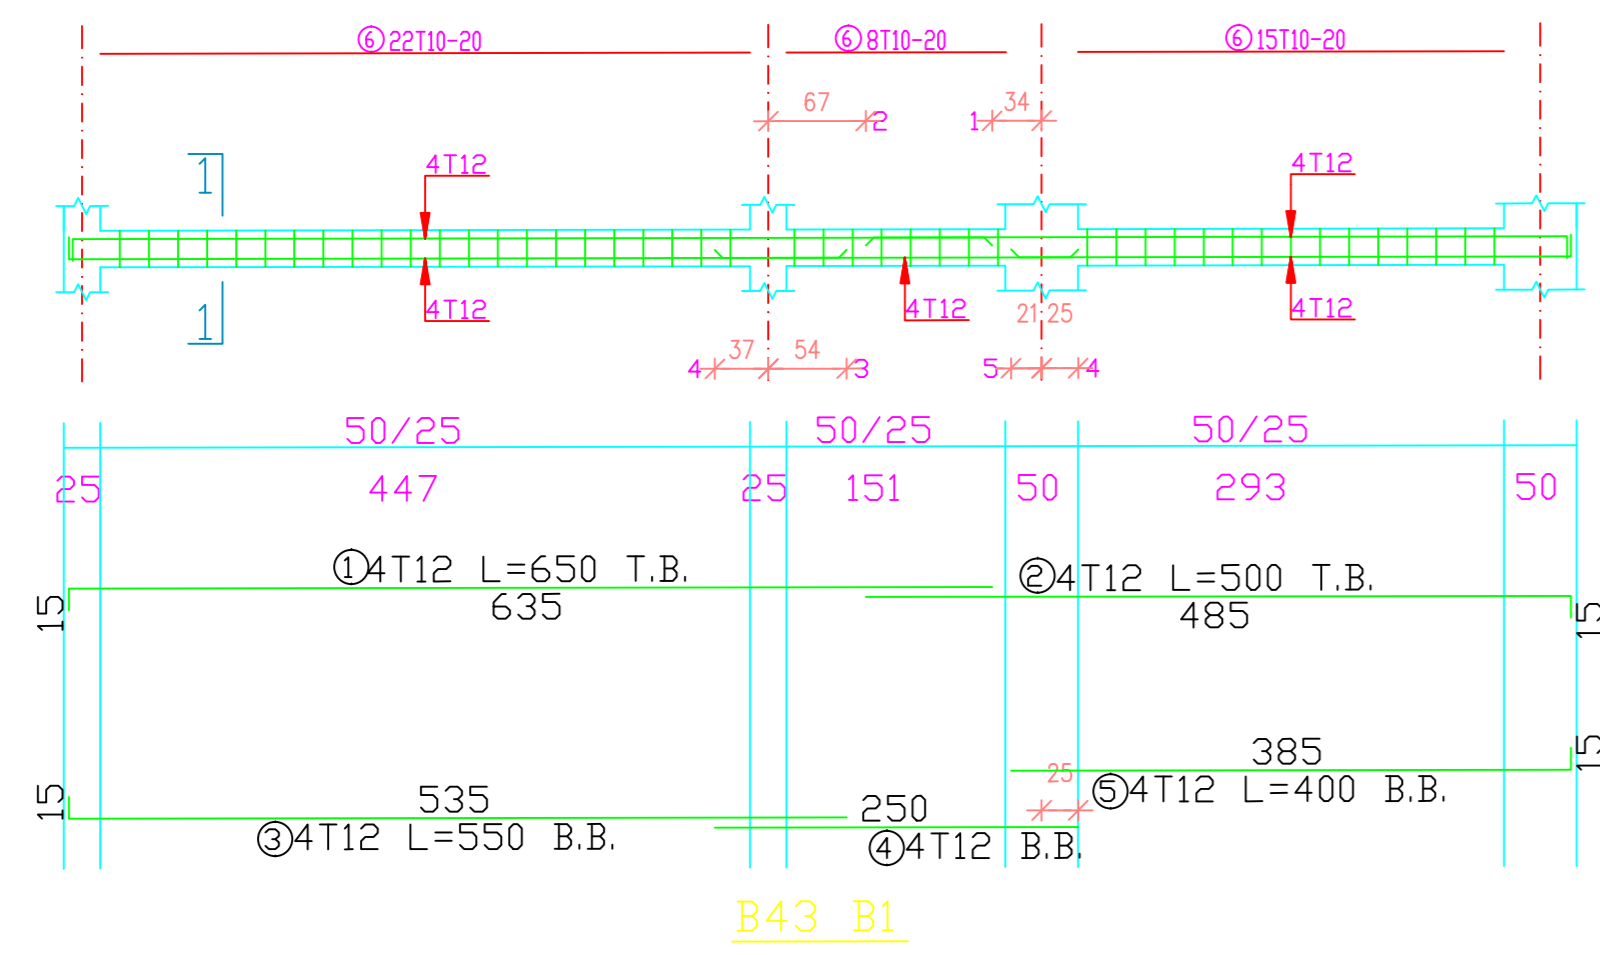 ⑥22T10-20 ⑥8T10-20 ⑥15T10-20
67 2 1 34
1 4T12 4T12
1 4T12 4T12 21 25 4T12
4 37 54 3 5 4
50/25 50/25 50/25
25 447 25 151 50 293 50
①4T12 L=650 T.B. ②4T12 L=500 T.B.
15 635 485 15
385 15
25
15 535 250 ⑤4T12 L=400 B.B.
③4T12 L=550 B.B. ④4T12 B.B.
B43 B1